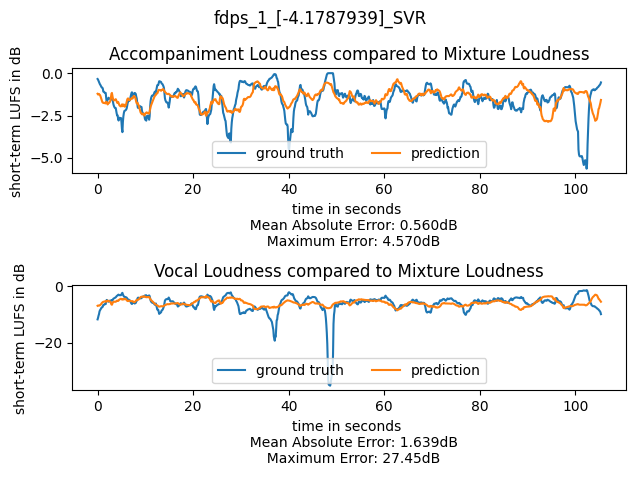 fdps_1_[-4.1787939]_SVR
Accompaniment Loudness compared to Mixture Loudness
short-term LUFS in dB
0.0
−2.5
−5.0
ground truth prediction
0 20 40 60 80 100
time in seconds
Mean Absolute Error: 0.560dB
Maximum Error: 4.570dB
Vocal Loudness compared to Mixture Loudness
short-term LUFS in dB
0
−20
ground truth prediction
0 20 40 60 80 100
time in seconds
Mean Absolute Error: 1.639dB
Maximum Error: 27.45dB